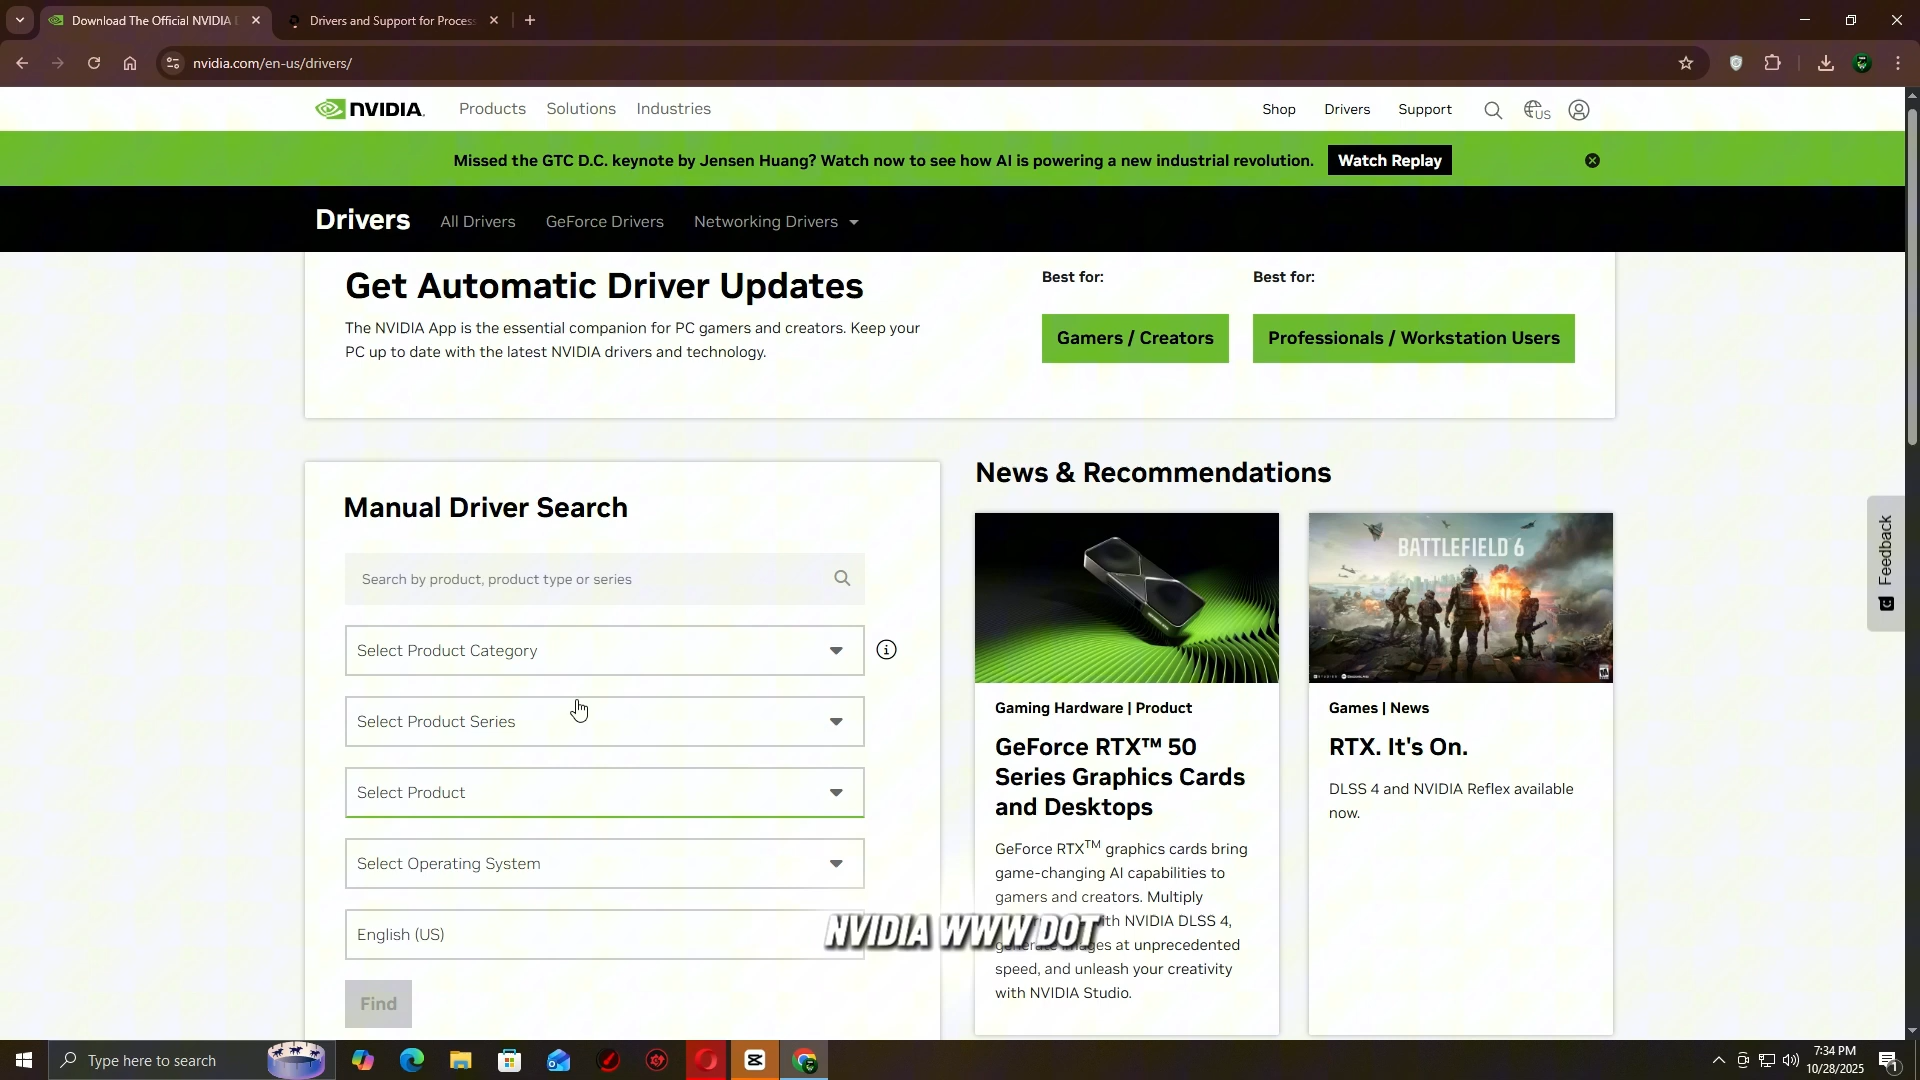 Download The Official NVIDIA D
Drivers and Support for Process
nvidia.com/en-us/drivers/
NVIDIA.
Products
Solutions
Industries
Shop
Drivers
Support
US
Missed the GTC D.C. keynote by Jensen Huang? Watch now to see how AI is powering a new industrial revolution.
Watch Replay
Drivers
All Drivers
GeForce Drivers
Networking Drivers
Get Automatic Driver Updates
The NVIDIA App is the essential companion for PC gamers and creators. Keep your
PC up to date with the latest NVIDIA drivers and technology.
Best for:
Gamers / Creators
Best for:
Professionals / Workstation Users
Manual Driver Search
Search by product, product type or series
Select Product Category
Select Product Series
Select Product
Select Operating System
English (US)
Find
News & Recommendations
Gaming Hardware | Product
GeForce RTX™ 50
Series Graphics Cards
and Desktops
GeForce RTX™ graphics cards bring
game-changing AI capabilities to
gamers and creators. Multiply
with NVIDIA DLSS 4,
generate images at unprecedented
speed, and unleash your creativity
with NVIDIA Studio.
BATTLEFIELD 6
Games | News
RTX. It's On.
DLSS 4 and NVIDIA Reflex available
now.
Feedback
NVIDIA WWW DOT
Type here to search
7:34 PM
10/28/2025
1